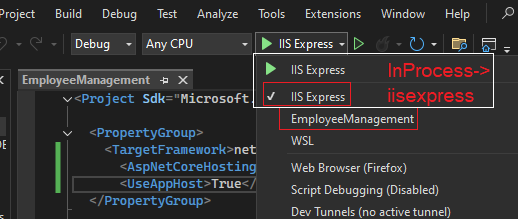 Build Debug Test Analyze Tools Extensions Window Help
Debug Any CPU IIS Express
EmployeeManagement
IIS Express InProcess->
IIS Express iisexpress
EmployeeManagement
WSL
Web Browser (Firefox)
Script Debugging (Disabled)
Dev Tunnels (no active tunnel)
<Project Sdk="Microsoft.
<PropertyGroup>
<TargetFramework>net
<AspNetCoreHosting
<UseAppHost>True</
</PropertyGroup>